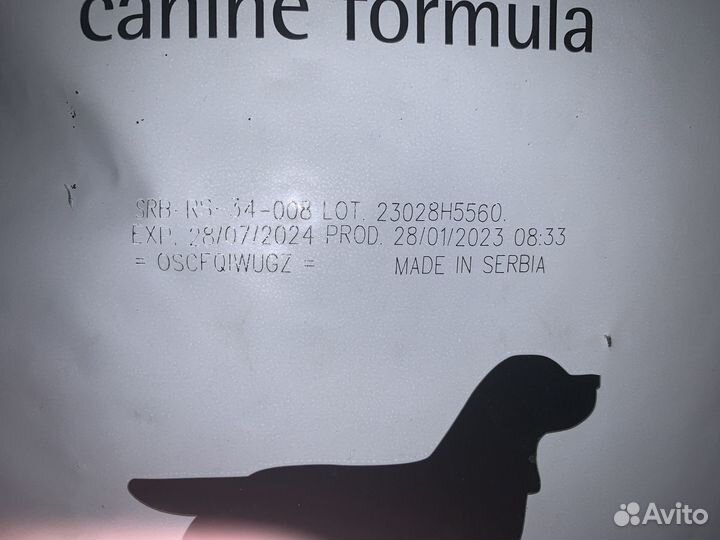 canine formula
SRB-RS-34-008 LOT. 23028H5560.
EXP. 28/07/2024 PROD. 28/01/2023 08:33
= OSCFQIWUGZ = MADE IN SERBIA
Avito